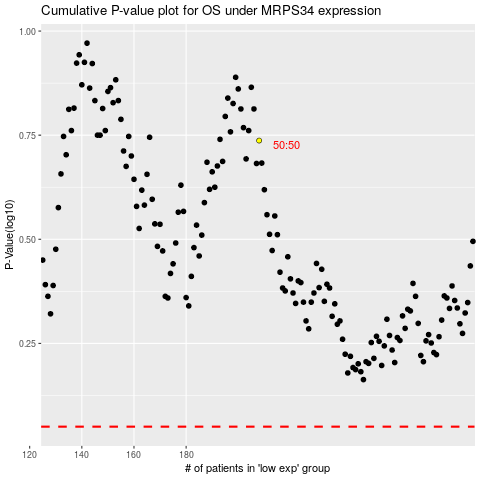 Cumulative P-value plot for OS under MRPS34 expression
1.00
0.75
0.50
0.25
P-Value(log10)
50:50
120 140 160 180
# of patients in 'low exp' group